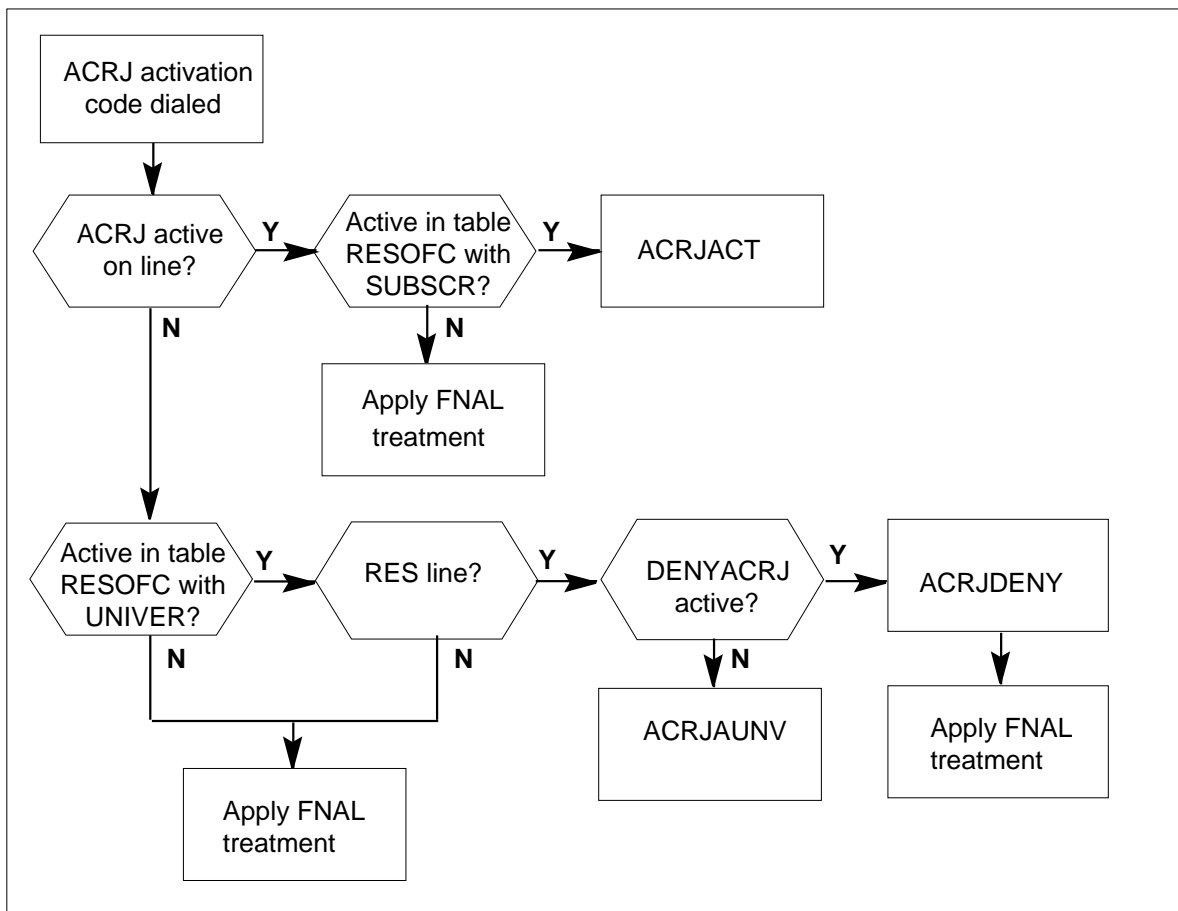 ACRJ activation
code dialed
ACRJ active
on line?
Y
Active in table
RESOFC with
SUBSCR?
Y
ACRJACT
N
N
Apply FNAL
treatment
Active in table
RESOFC with
UNIVER?
Y
RES line?
Y
DENYACRJ
active?
Y
ACRJDENY
N
N
N
ACRJAUNV
Apply FNAL
treatment
Apply FNAL
treatment